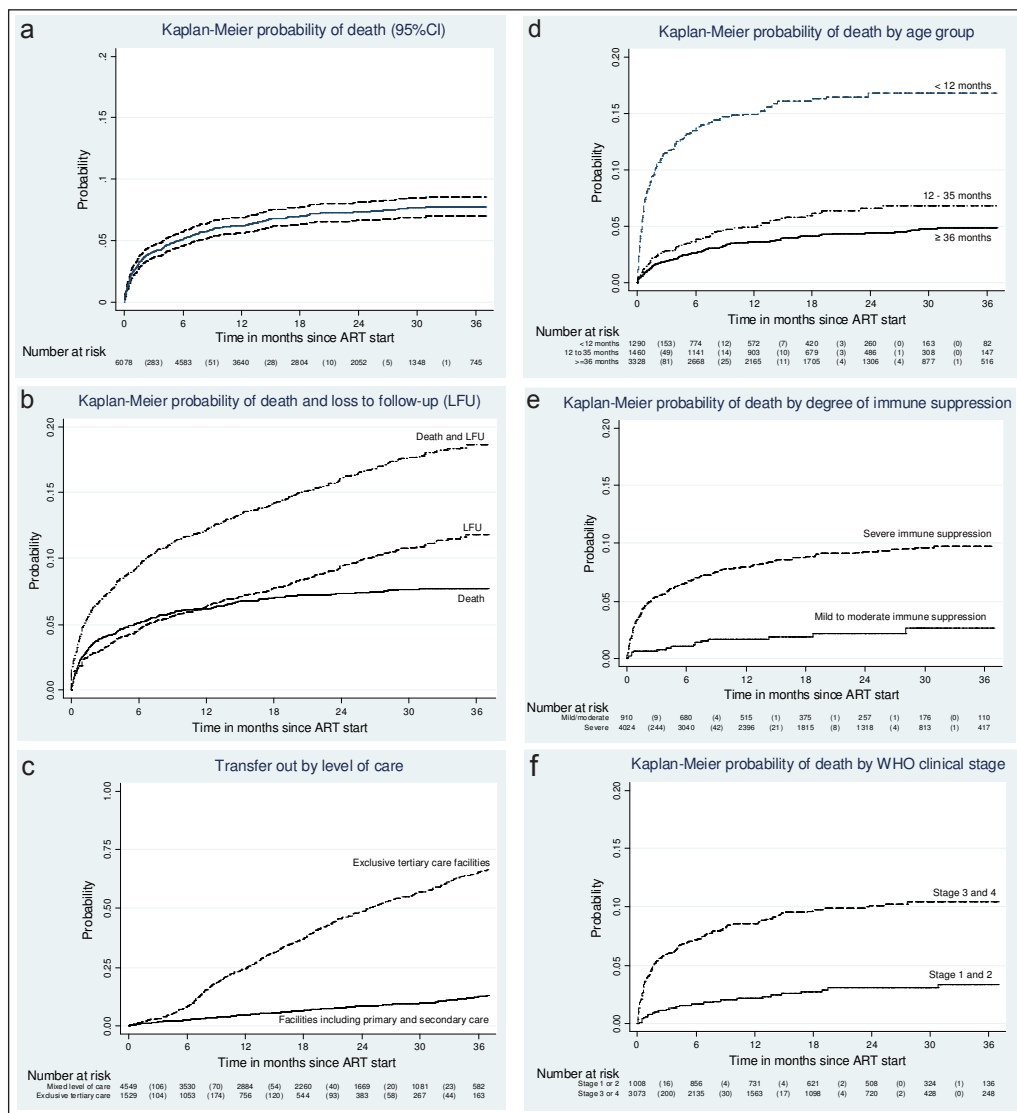 a
Kaplan-Meier probability of death (95%CI)
.2
.15
.1
.05
0
Probability
0 6 12 18 24 30 36
Time in months since ART start
Number at risk
6078 (283) 4583 (51) 3640 (28) 2804 (10) 2052 (5) 1348 (1) 745
b
Kaplan-Meier probability of death and loss to follow-up (LFU)
0.20
0.15
0.10
0.05
0.00
Probability
Death and LFU
LFU
Death
0 6 12 18 24 30 36
Time in months since ART start
c
Transfer out by level of care
1.00
0.75
0.50
0.25
0.00
Probability
Exclusive tertiary care facilities
Facilities including primary and secondary care
0 6 12 18 24 30 36
Time in months since ART start
Number at risk
Mixed level of care 4549 (106) 3530 (70) 2884 (54) 2260 (40) 1669 (20) 1081 (23) 582
Exclusive tertiary care 1529 (104) 1053 (174) 756 (120) 544 (93) 383 (58) 267 (44) 163
d
Kaplan-Meier probability of death by age group
0.20
0.15
0.10
0.05
0.00
Probability
< 12 months
12 - 35 months
≥ 36 months
0 6 12 18 24 30 36
Time in months since ART start
Number at risk
<12 months 1290 (153) 774 (12) 572 (7) 420 (3) 260 (0) 163 (0) 82
12 to 35 months 1460 (49) 1141 (14) 903 (10) 679 (3) 486 (1) 308 (0) 147
>=36 months 3328 (81) 2668 (25) 2165 (11) 1705 (4) 1306 (4) 877 (1) 516
e
Kaplan-Meier probability of death by degree of immune suppression
0.20
0.15
0.10
0.05
0.00
Probability
Severe immune suppression
Mild to moderate immune suppression
0 6 12 18 24 30 36
Time in months since ART start
Number at risk
Mild/moderate 910 (9) 680 (4) 515 (1) 375 (1) 257 (1) 176 (0) 110
Severe 4024 (244) 3040 (42) 2396 (21) 1815 (8) 1318 (4) 813 (1) 417
f
Kaplan-Meier probability of death by WHO clinical stage
0.20
0.15
0.10
0.05
0.00
Probability
Stage 3 and 4
Stage 1 and 2
0 6 12 18 24 30 36
Time in months since ART start
Number at risk
Stage 1 or 2 1008 (16) 856 (4) 731 (4) 621 (2) 508 (0) 324 (1) 136
Stage 3 or 4 3073 (200) 2135 (30) 1563 (17) 1098 (4) 720 (2) 428 (0) 248